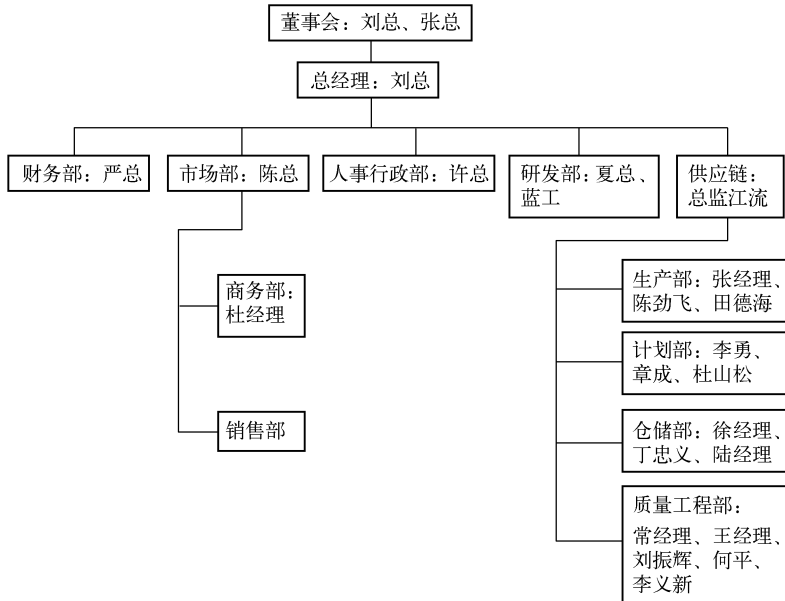 董事会：刘总、张总
总经理：刘总
财务部：严总
市场部：陈总
人事行政部：许总
研发部：夏总、
蓝工
供应链：
总监江流
商务部：
杜经理
销售部
生产部：张经理、
陈劲飞、田德海
计划部：李勇、
章成、杜山松
仓储部：徐经理、
丁忠义、陆经理
质量工程部：
常经理、王经理、
刘振辉、何平、
李义新